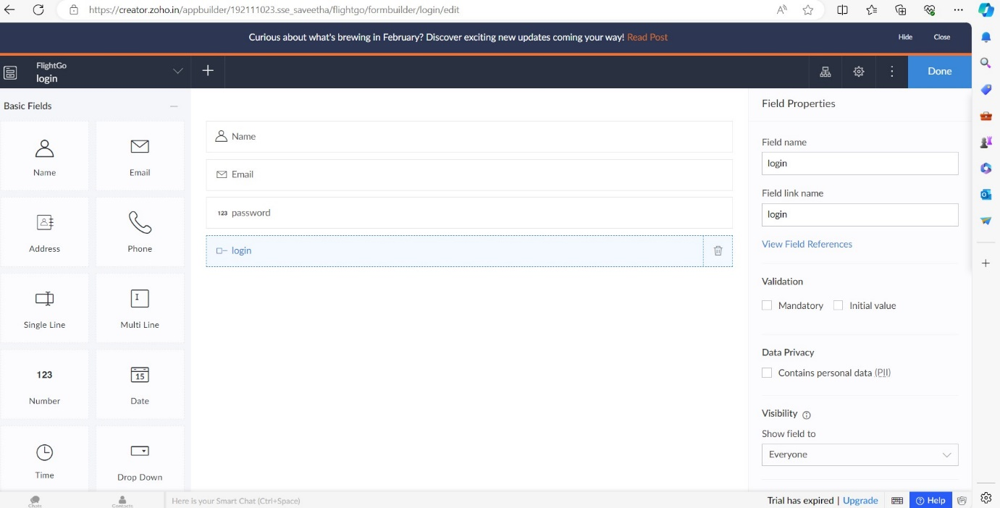 https://creator.zoho.in/appbuilder/192111023.sse_saveetha/flightgo/formbuilder/login/edit
Curious about what's brewing in February? Discover exciting new updates coming your way! Read Post
Hide
Close
FlightGo
login
Done
Basic Fields
Name
Email
Address
Phone
Single Line
Multi Line
123
Number
15
Date
Time
Drop Down
Name
Email
123 password
login
Field Properties
Field name
login
Field link name
login
View Field References
Validation
Mandatory
Initial value
Data Privacy
Contains personal data (PII)
Visibility
Show field to
Everyone
Chats
Contacts
Here is your Smart Chat (Ctrl+Space)
Trial has expired | Upgrade
Help